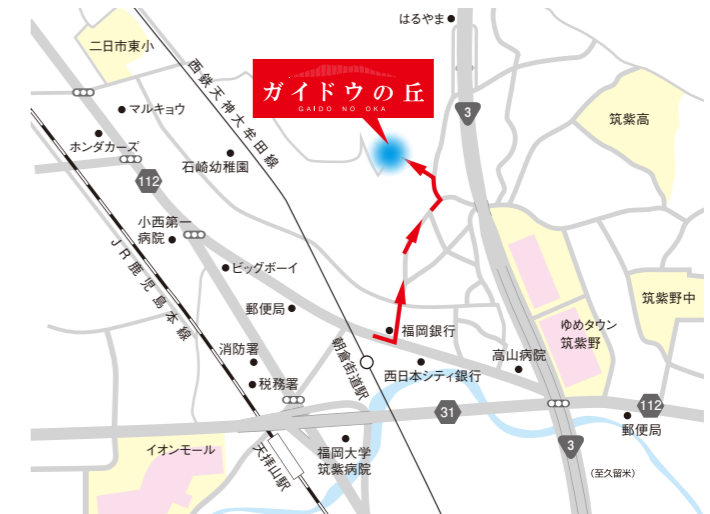 はるやま
二日市東小
西鉄天神大牟田線
ガイドウの丘
GAIDO NO OKA
3
マルキョウ
筑紫高
ホンダカーズ
石崎幼稚園
112
小西第一
病院
JR鹿児島本線
ビッグボーイ
筑紫野中
郵便局
福岡銀行
ゆめタウン
筑紫野
消防署
朝倉街道駅
高山病院
西日本シティ銀行
税務署
112
31
郵便局
イオンモール
天拝山駅
福岡大学
筑紫病院
3
(至久留米)